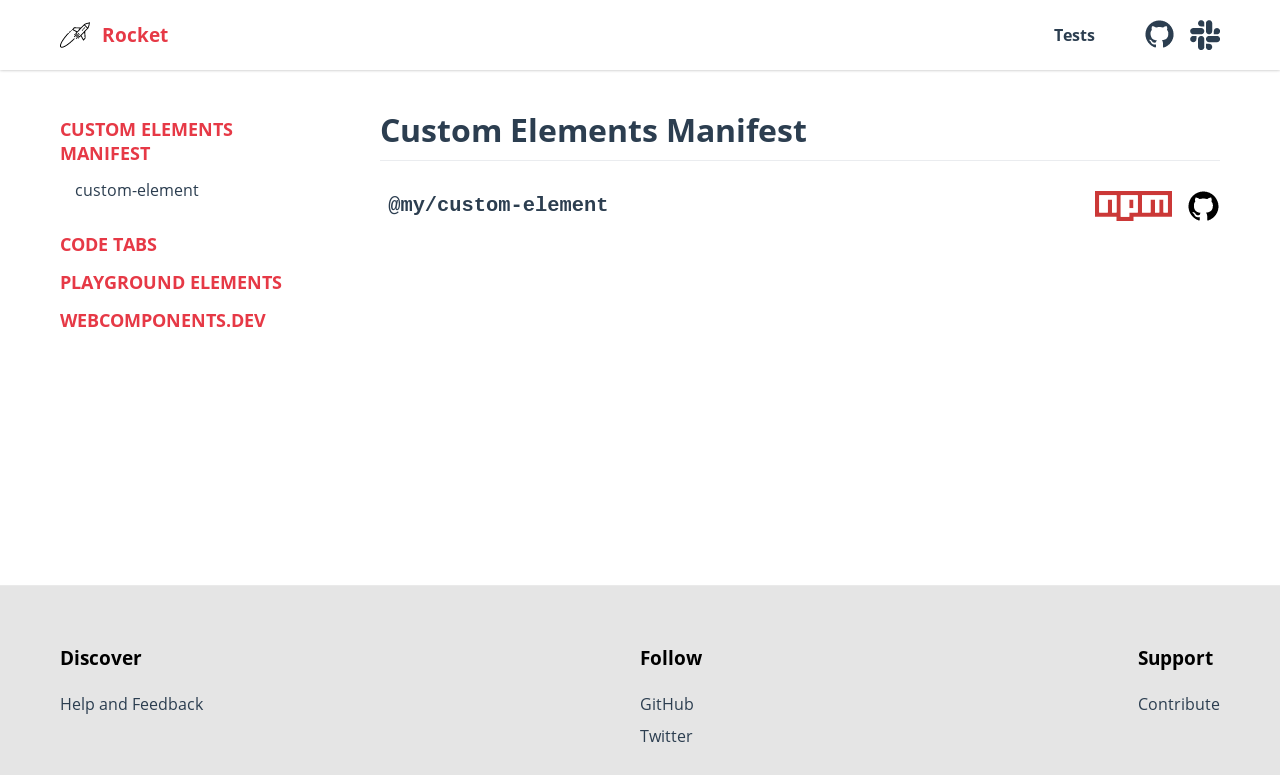 Rocket
Tests
CUSTOM ELEMENTS
MANIFEST
custom-element
CODE TABS
PLAYGROUND ELEMENTS
WEBCOMPONENTS.DEV
Custom Elements Manifest
@my/custom-element
npm
Discover
Help and Feedback
Follow
GitHub
Twitter
Support
Contribute